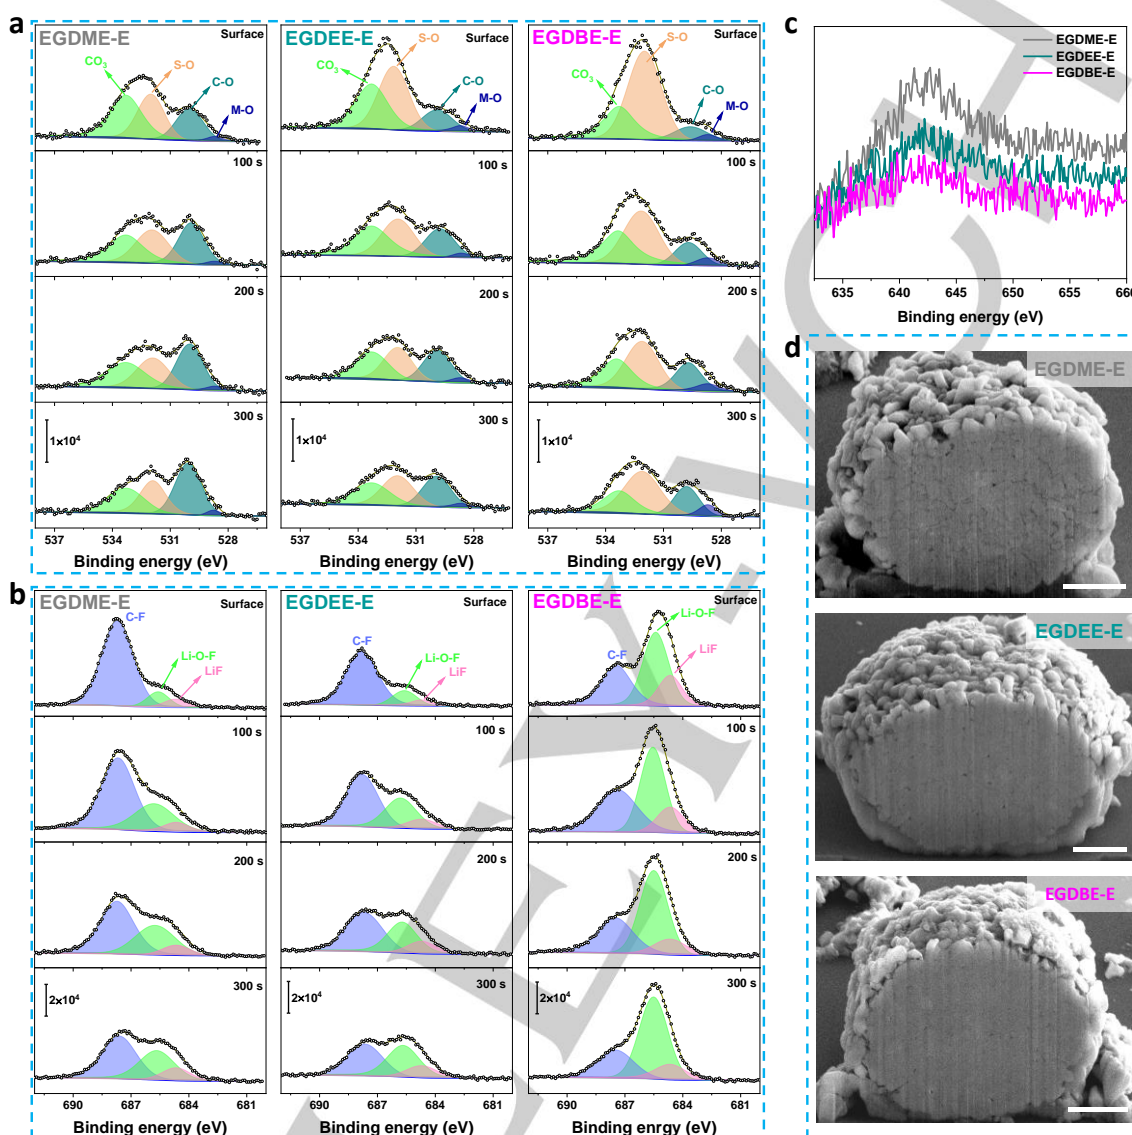 a
EGDME-E
Surface
CO3
S-O
C-O
M-O
100 s
200 s
300 s
1×10⁴
537 534 531 528
Binding energy (eV)
EGDEE-E
Surface
CO3
S-O
C-O
M-O
100 s
200 s
300 s
1×10⁴
537 534 531 528
Binding energy (eV)
EGDBE-E
Surface
CO3
S-O
C-O
M-O
100 s
200 s
300 s
1×10⁴
537 534 531 528
Binding energy (eV)
b
EGDME-E
Surface
C-F
Li-O-F
LiF
100 s
200 s
300 s
2×10⁴
690 687 684 681
Binding energy (eV)
EGDEE-E
Surface
C-F
Li-O-F
LiF
100 s
200 s
300 s
2×10⁴
690 687 684 681
Binding energy (eV)
EGDBE-E
Surface
C-F
Li-O-F
LiF
100 s
200 s
300 s
2×10⁴
690 687 684 681
Binding energy (eV)
c
EGDME-E
EGDEE-E
EGDBE-E
635 640 645 650 655 660
Binding energy (eV)
d
EGDME-E
EGDEE-E
EGDBE-E